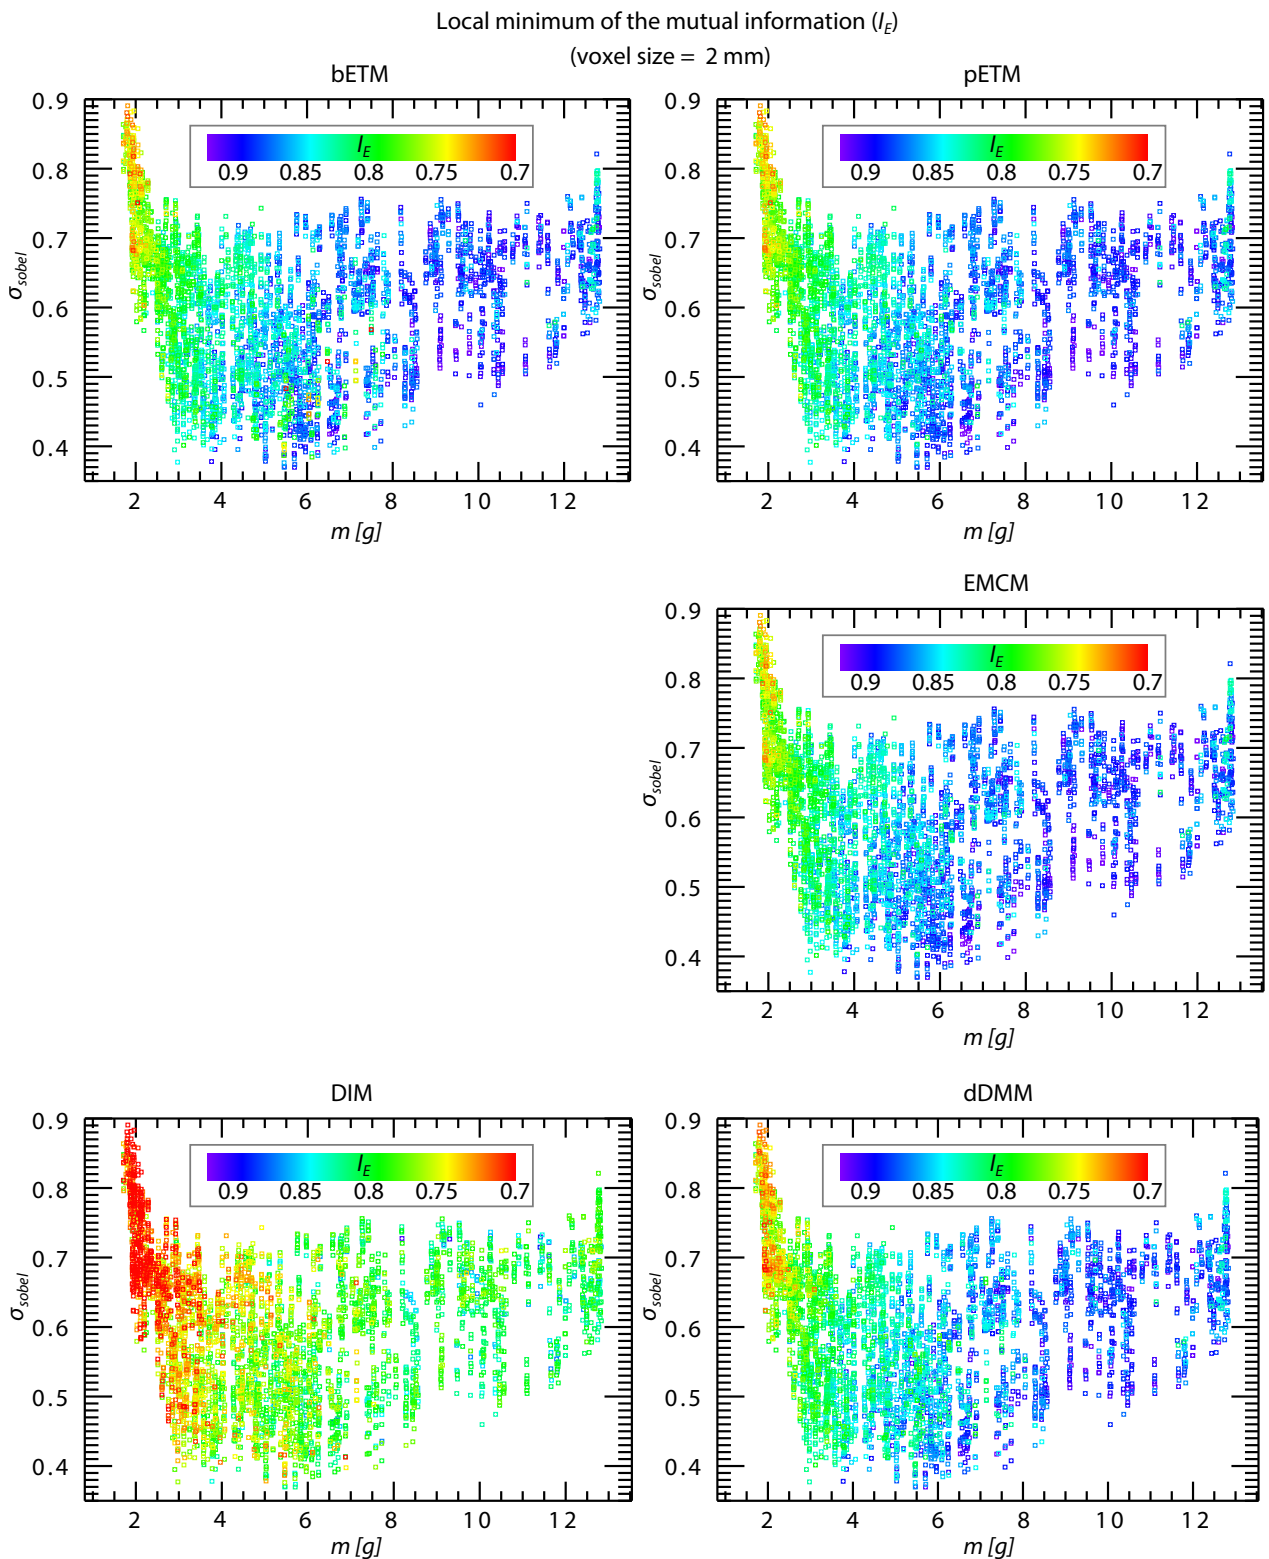 Local minimum of the mutual information (I_E)
(voxel size = 2 mm)
bETM
pETM
0.9
0.8
0.7
0.6
0.5
0.4
σ_sobel
I_E
0.9 0.85 0.8 0.75 0.7
2 4 6 8 10 12
m [g]
0.9
0.8
0.7
0.6
0.5
0.4
σ_sobel
I_E
0.9 0.85 0.8 0.75 0.7
2 4 6 8 10 12
m [g]
EMCM
0.9
0.8
0.7
0.6
0.5
0.4
σ_sobel
I_E
0.9 0.85 0.8 0.75 0.7
2 4 6 8 10 12
m [g]
DIM
dDMM
0.9
0.8
0.7
0.6
0.5
0.4
σ_sobel
I_E
0.9 0.85 0.8 0.75 0.7
2 4 6 8 10 12
m [g]
0.9
0.8
0.7
0.6
0.5
0.4
σ_sobel
I_E
0.9 0.85 0.8 0.75 0.7
2 4 6 8 10 12
m [g]